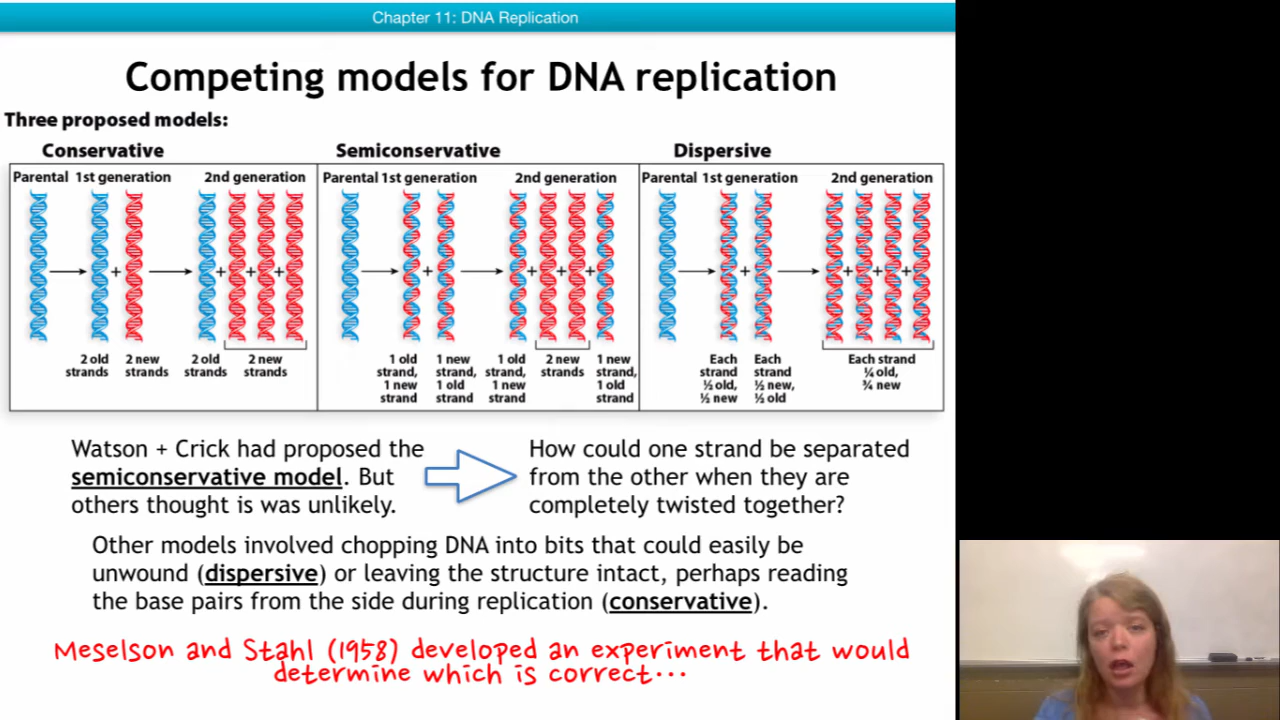 Chapter 11: DNA Replication
Competing models for DNA replication
Three proposed models:
Conservative
Semiconservative
Dispersive
Parental 1st generation
2nd generation
Parental 1st generation
2nd generation
Parental 1st generation
2nd generation
+
+
+
+
+
+
+
+
+
+
+
+
2 old
strands
2 new
strands
2 old
strands
2 new
strands
1 old
strand,
1 new
strand
1 new
strand,
1 old
strand
1 old
strand,
1 new
strand
2 new
strands
1 new
strand,
1 old
strand
Each
strand
½ old,
½ new
Each
strand
½ new,
½ old
Each strand
¼ old,
¾ new
Watson + Crick had proposed the
semiconservative model. But
others thought is was unlikely.
How could one strand be separated
from the other when they are
completely twisted together?
Other models involved chopping DNA into bits that could easily be
unwound (dispersive) or leaving the structure intact, perhaps reading
the base pairs from the side during replication (conservative).
Meselson and Stahl (1958) developed an experiment that would
determine which is correct...